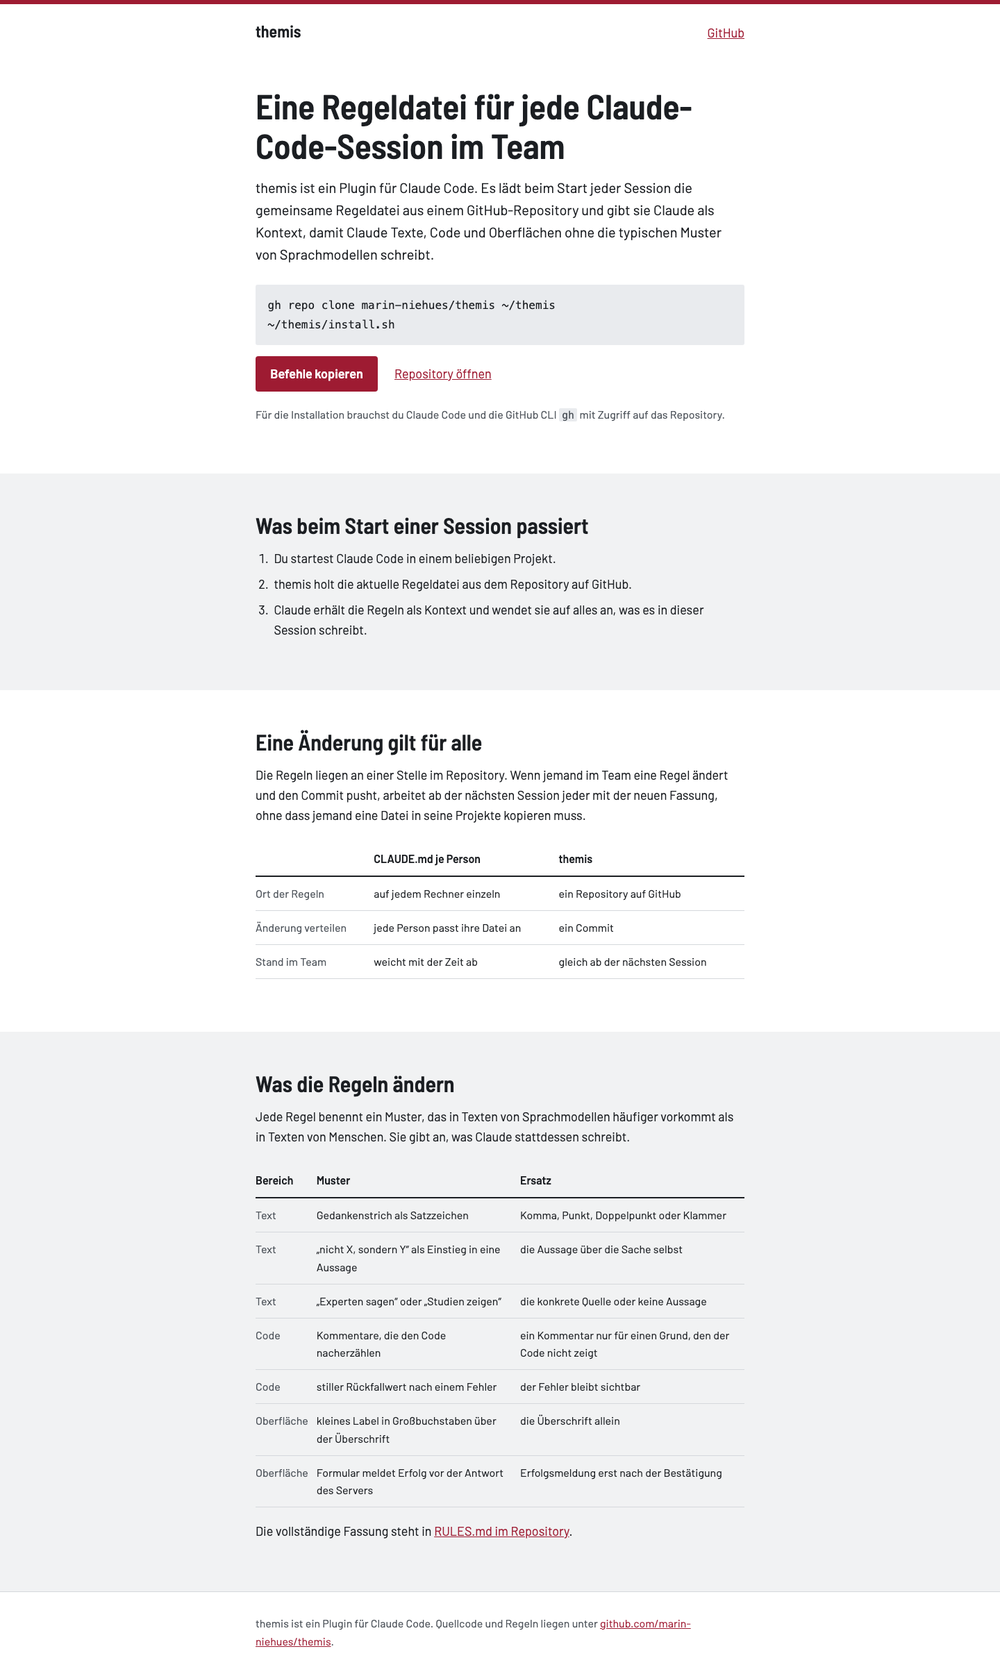 themis
GitHub
Eine Regeldatei für jede Claude-
Code-Session im Team
themis ist ein Plugin für Claude Code. Es lädt beim Start jeder Session die
gemeinsame Regeldatei aus einem GitHub-Repository und gibt sie Claude als
Kontext, damit Claude Texte, Code und Oberflächen ohne die typischen Muster
von Sprachmodellen schreibt.
gh repo clone marin-niehues/themis ~/themis
~/themis/install.sh
Befehle kopieren
Repository öffnen
Für die Installation brauchst du Claude Code und die GitHub CLI gh mit Zugriff auf das Repository.
Was beim Start einer Session passiert
1. Du startest Claude Code in einem beliebigen Projekt.
2. themis holt die aktuelle Regeldatei aus dem Repository auf GitHub.
3. Claude erhält die Regeln als Kontext und wendet sie auf alles an, was es in dieser
Session schreibt.
Eine Änderung gilt für alle
Die Regeln liegen an einer Stelle im Repository. Wenn jemand im Team eine Regel ändert
und den Commit pusht, arbeitet ab der nächsten Session jeder mit der neuen Fassung,
ohne dass jemand eine Datei in seine Projekte kopieren muss.
CLAUDE.md je Person themis
Ort der Regeln auf jedem Rechner einzeln ein Repository auf GitHub
Änderung verteilen jede Person passt ihre Datei an ein Commit
Stand im Team weicht mit der Zeit ab gleich ab der nächsten Session
Was die Regeln ändern
Jede Regel benennt ein Muster, das in Texten von Sprachmodellen häufiger vorkommt als
in Texten von Menschen. Sie gibt an, was Claude stattdessen schreibt.
Bereich Muster Ersatz
Text Gedankenstrich als Satzzeichen Komma, Punkt, Doppelpunkt oder Klammer
Text „nicht X, sondern Y“ als Einstieg in eine die Aussage über die Sache selbst
Aussage
Text „Experten sagen“ oder „Studien zeigen“ die konkrete Quelle oder keine Aussage
Code Kommentare, die den Code ein Kommentar nur für einen Grund, den der
nacherzählen Code nicht zeigt
Code stiller Rückfallwert nach einem Fehler der Fehler bleibt sichtbar
Oberfläche kleines Label in Großbuchstaben über die Überschrift allein
der Überschrift
Oberfläche Formular meldet Erfolg vor der Antwort Erfolgsmeldung erst nach der Bestätigung
des Servers
Die vollständige Fassung steht in RULES.md im Repository.
themis ist ein Plugin für Claude Code. Quellcode und Regeln liegen unter github.com/marin-
niehues/themis.